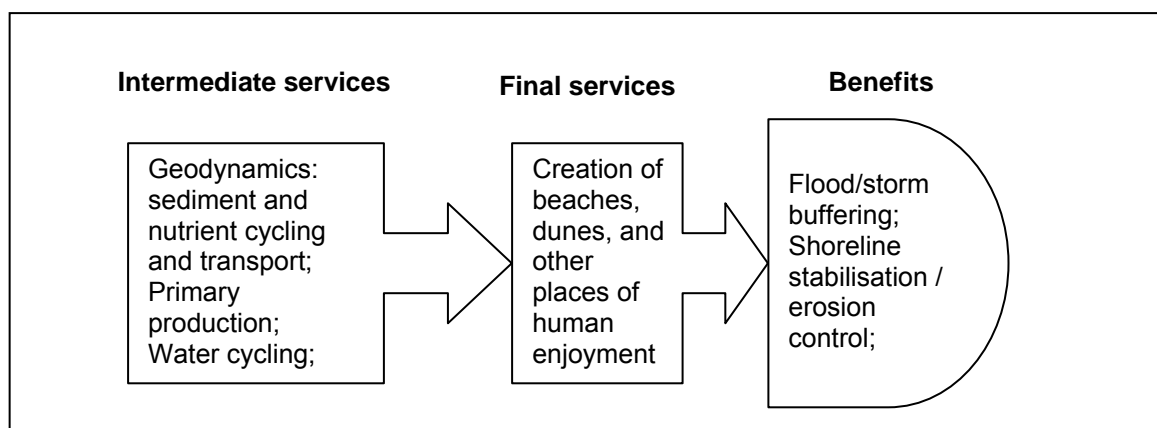 Intermediate services
Final services
Benefits
Geodynamics:
sediment and
nutrient cycling
and transport;
Primary
production;
Water cycling;
Creation of
beaches,
dunes, and
other
places of
human
enjoyment
Flood/storm
buffering;
Shoreline
stabilisation /
erosion
control;